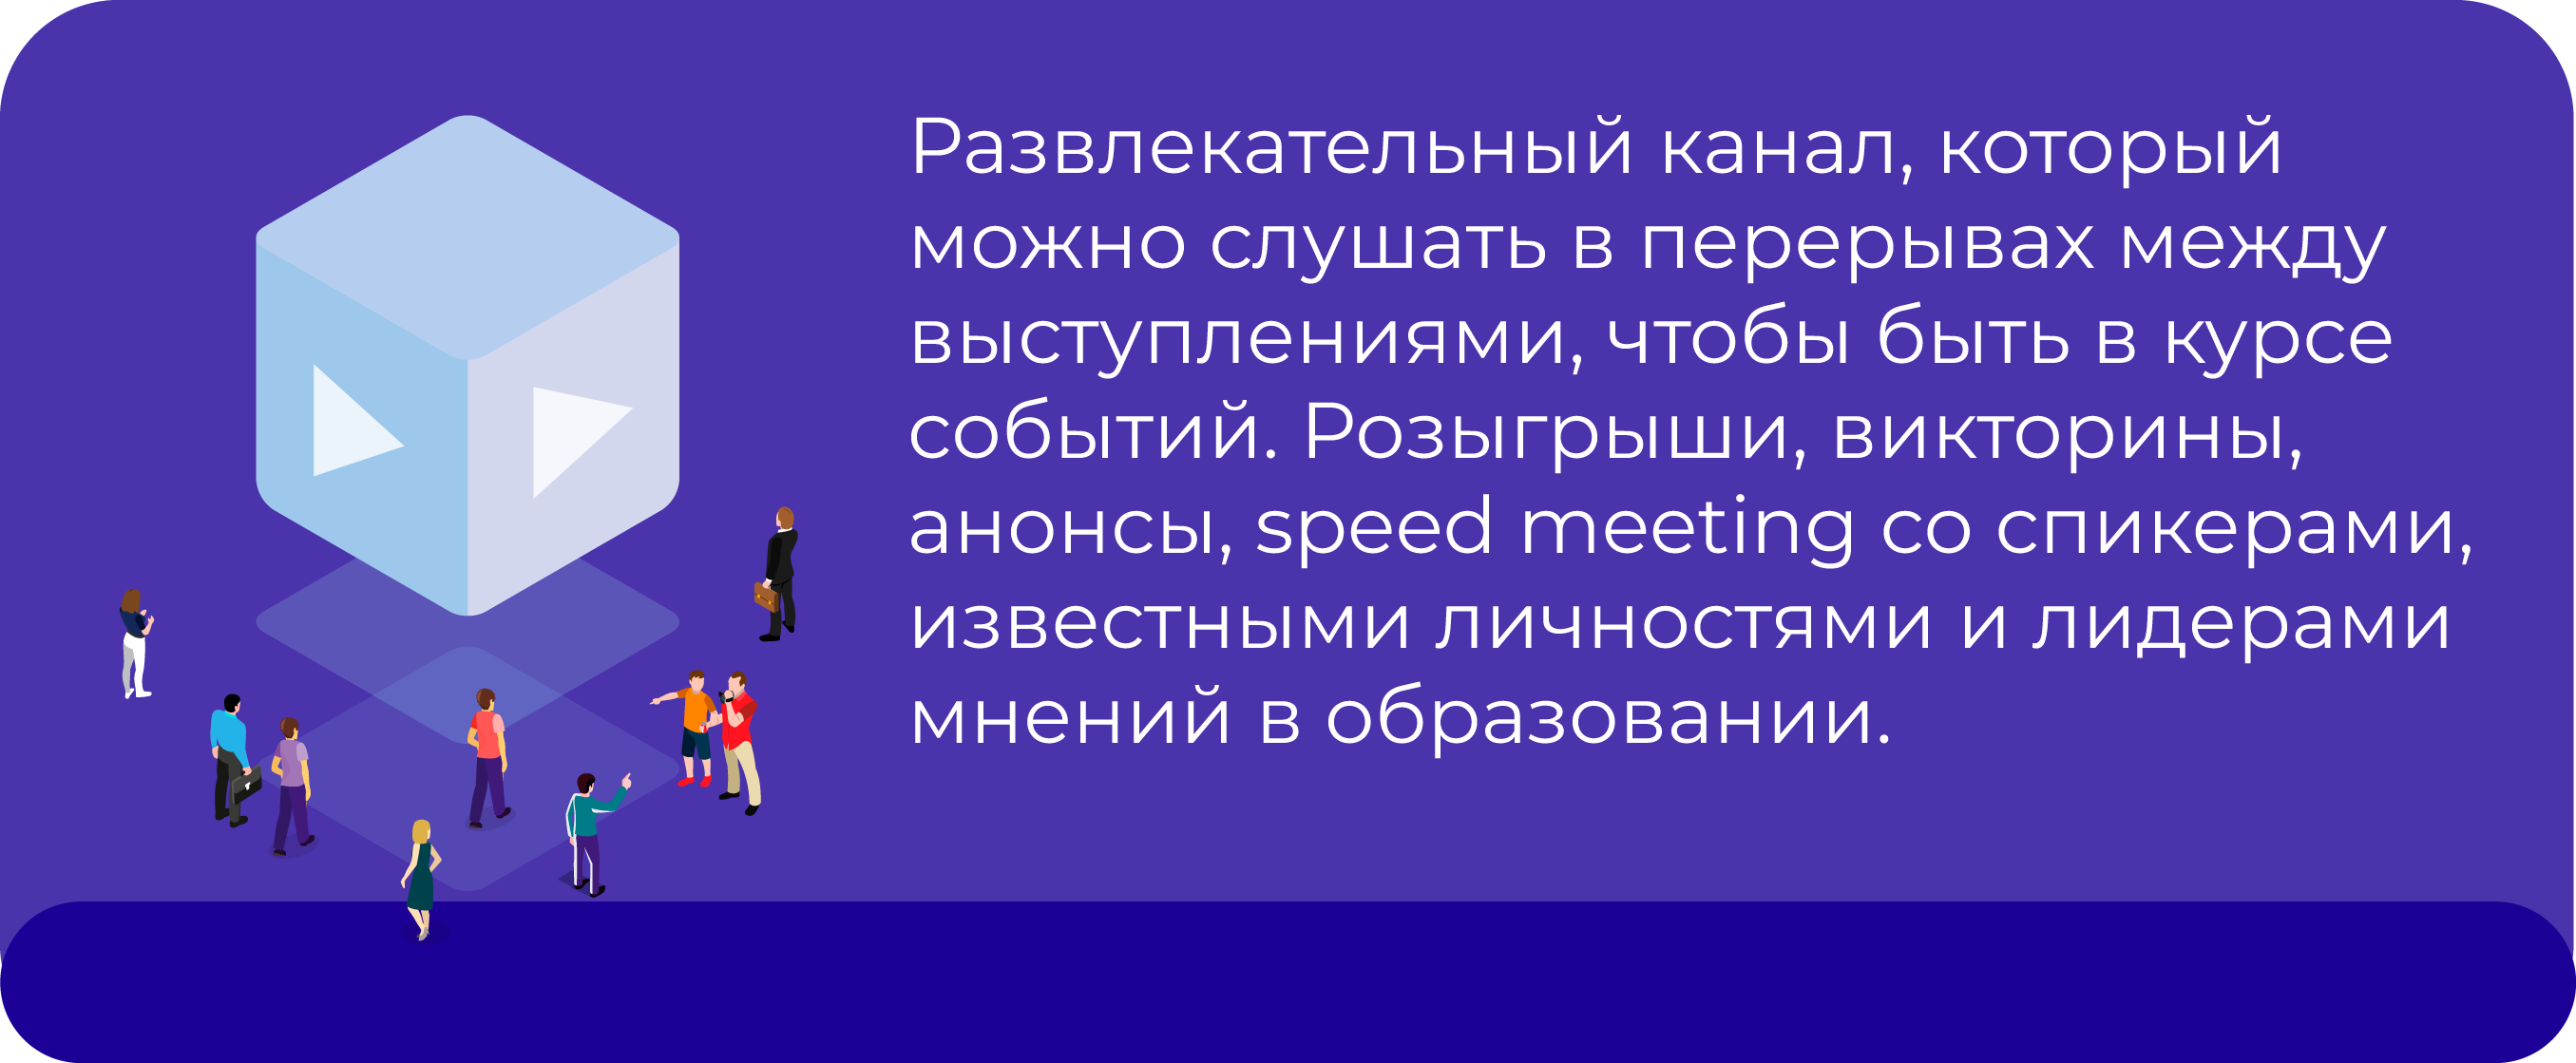 Развлекательный канал, который
можно слушать в перерывах между
выступлениями, чтобы быть в курсе
событий. Розыгрыши, викторины,
анонсы, speed meeting со спикерами,
известными личностями и лидерами
мнений в образовании.